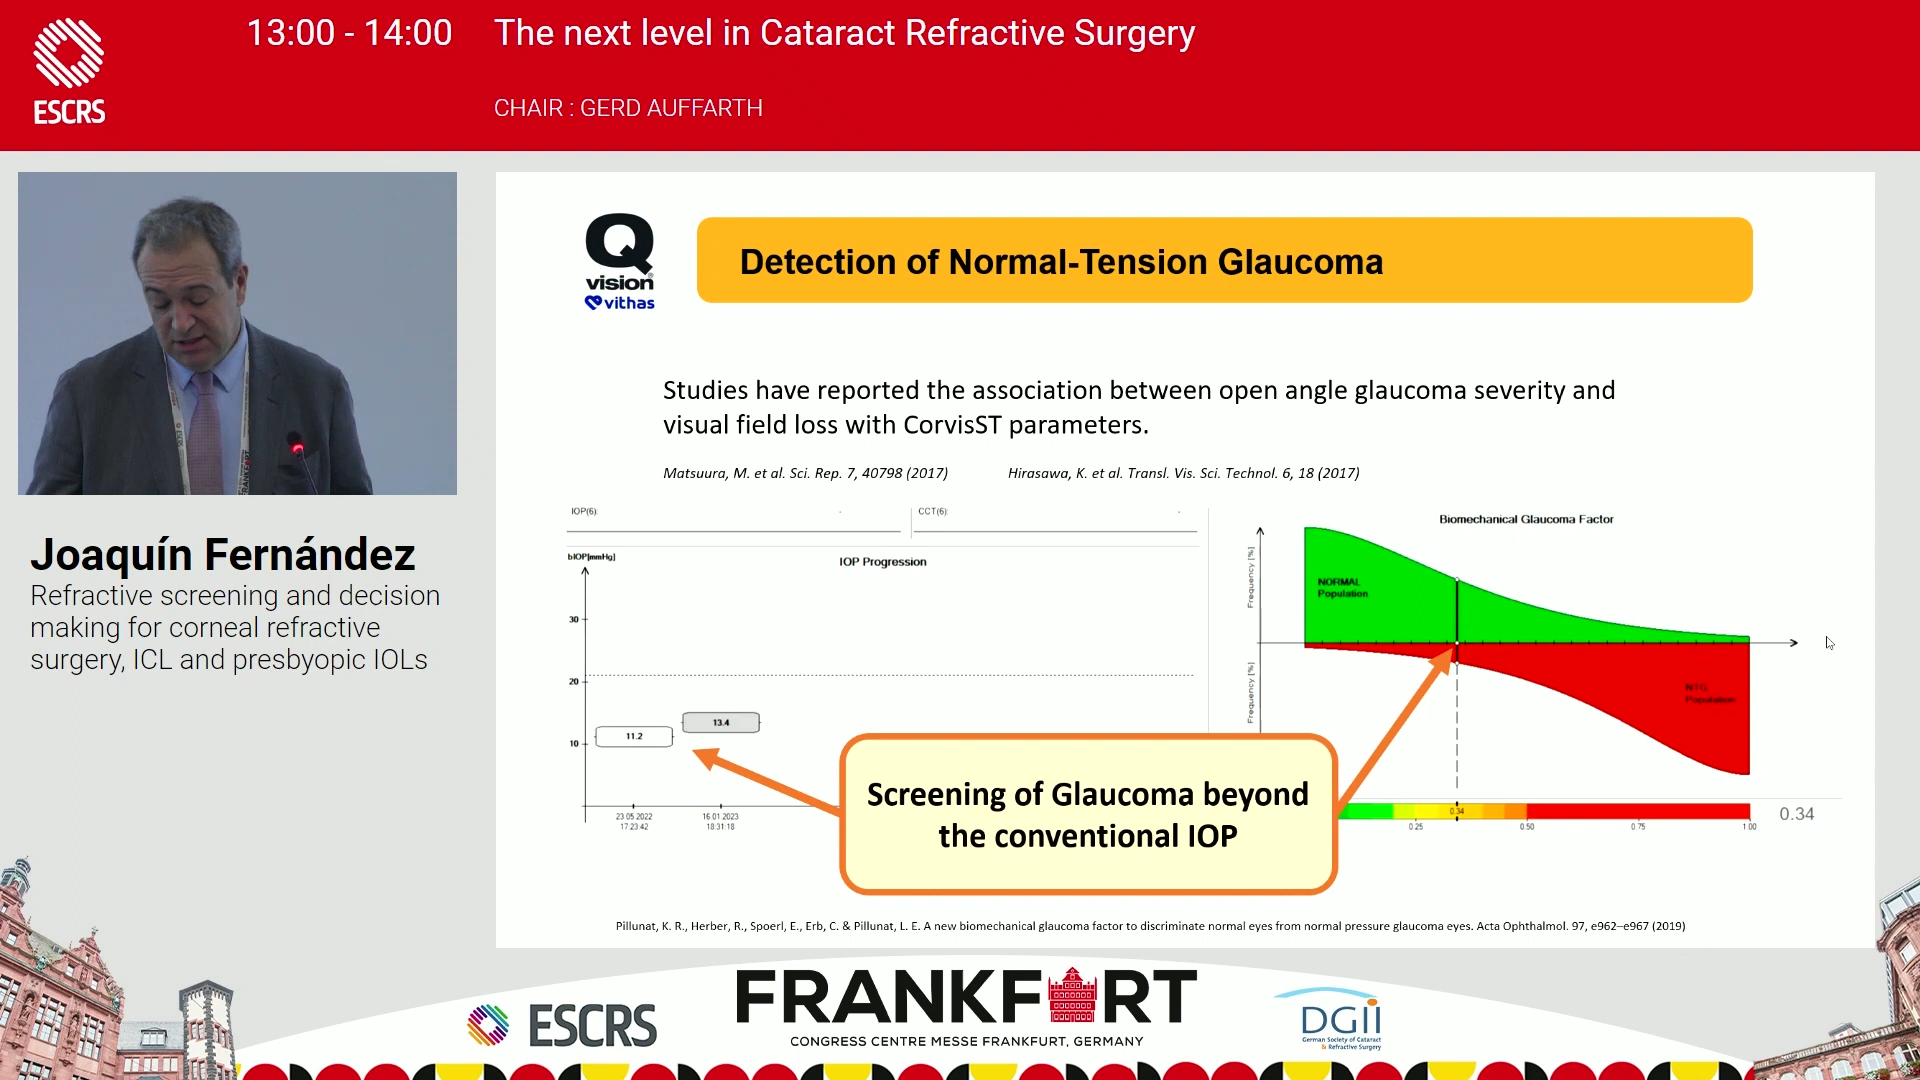 13:00 - 14:00 The next level in Cataract Refractive Surgery
CHAIR : GERD AUFFARTH
ESCRS
Q
vision
vithas
Detection of Normal-Tension Glaucoma
Studies have reported the association between open angle glaucoma severity and
visual field loss with CorvisST parameters.
Matsuura, M. et al. Sci. Rep. 7, 40798 (2017) Hirasawa, K. et al. Transl. Vis. Sci. Technol. 6, 18 (2017)
IOP(6): CCT(6):
bIOP[mmHg]
IOP Progression
30
20
10
11.2
13.4
23.05.2022
17:23:42
16.01.2023
18:31:18
Biomechanical Glaucoma Factor
Frequency [%]
Frequency [%]
NORMAL
Population
NTG
Population
0.34
0.25 0.50 0.75 1.00
0.34
Screening of Glaucoma beyond
the conventional IOP
Pillunat, K. R., Herber, R., Spoerl, E., Erb, C. & Pillunat, L. E. A new biomechanical glaucoma factor to discriminate normal eyes from normal pressure glaucoma eyes. Acta Ophthalmol. 97, e962–e967 (2019)
Joaquín Fernández
Refractive screening and decision
making for corneal refractive
surgery, ICL and presbyopic IOLs
ESCRS
FRANKFURT
CONGRESS CENTRE MESSE FRANKFURT, GERMANY
DGII
German Society of Cataract
& Refractive Surgery